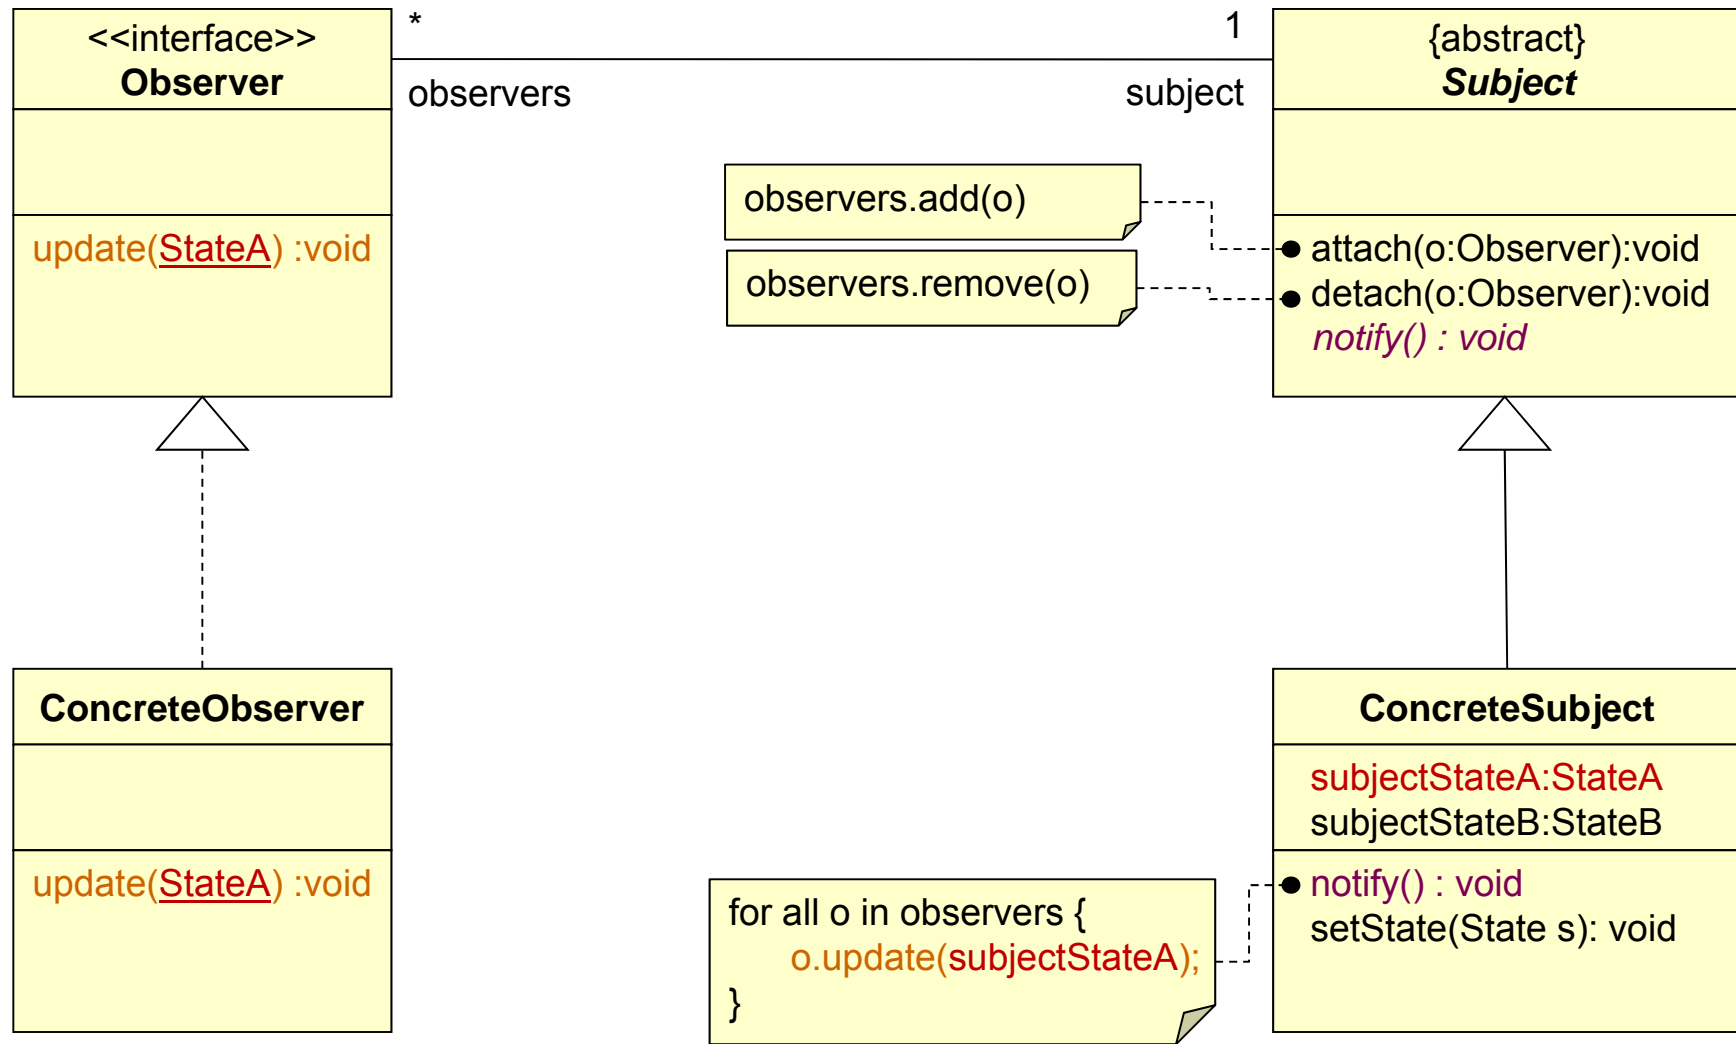 <<interface>>
Observer
update(StateA) :void
*
observers
1
subject
{abstract}
Subject
attach(o:Observer):void
detach(o:Observer):void
notify() : void
observers.add(o)
observers.remove(o)
ConcreteObserver
update(StateA) :void
for all o in observers {
o.update(subjectStateA);
}
ConcreteSubject
subjectStateA:StateA
subjectStateB:StateB
notify() : void
setState(State s): void